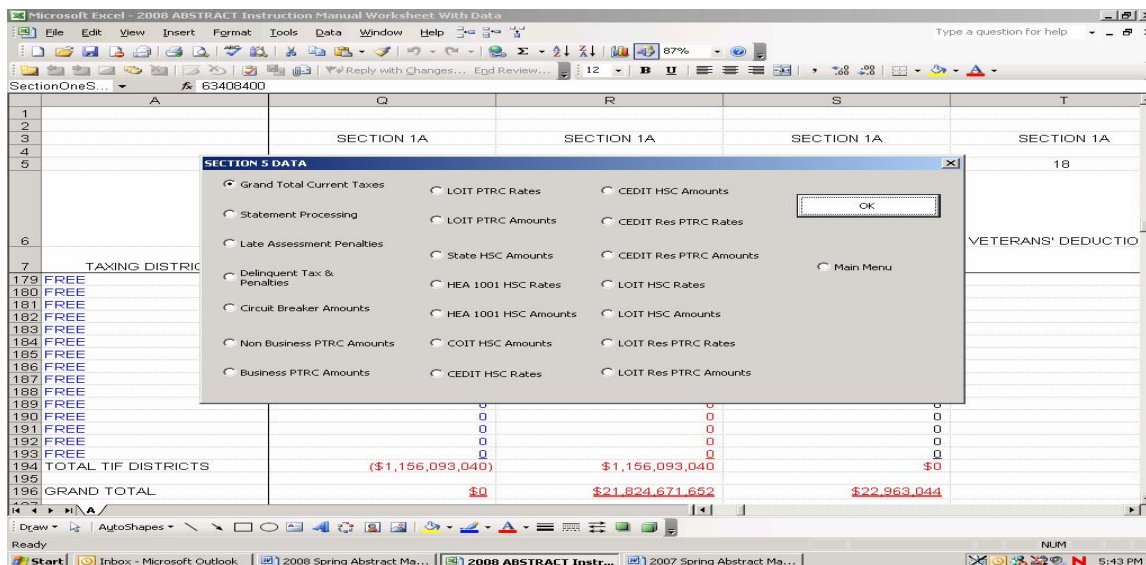 Microsoft Excel - 2008 ABSTRACT Instruction Manual Worksheet With Data
File Edit View Insert Format Tools Data Window Help Type a question for help
87% Reply with Changes... End Review... 12 B U
SectionOneS... fx 63408400
A Q R S T
1
2
3 SECTION 1A SECTION 1A SECTION 1A SECTION 1A
4
5 18
SECTION 5 DATA
Grand Total Current Taxes LOIT PTRC Rates CEDIT HSC Amounts OK
Statement Processing LOIT PTRC Amounts CEDIT Res PTRC Rates
Late Assessment Penalties State HSC Amounts CEDIT Res PTRC Amounts Main Menu
Delinquent Tax & Penalties HEA 1001 HSC Rates LOIT HSC Rates
Circuit Breaker Amounts HEA 1001 HSC Amounts LOIT HSC Amounts
Non Business PTRC Amounts COIT HSC Amounts LOIT Res PTRC Rates
Business PTRC Amounts CEDIT HSC Rates LOIT Res PTRC Amounts
6 VETERANS' DEDUCTIO
7 TAXING DISTRIC
179 FREE
180 FREE
181 FREE
182 FREE
183 FREE
184 FREE
185 FREE
186 FREE
187 FREE
188 FREE
189 FREE 0 0 0
190 FREE 0 0 0
191 FREE 0 0 0
192 FREE 0 0 0
193 FREE 0 0 0
194 TOTAL TIF DISTRICTS ($1,156,093,040) $1,156,093,040 $0
195
196 GRAND TOTAL $0 $21,824,671,652 $22,963,044
A
Draw AutoShapes
Ready NUM
Start Inbox - Microsoft Outlook 2008 Spring Abstract Ma... 2008 ABSTRACT Instr... 2007 Spring Abstract Ma... 5:43 PM